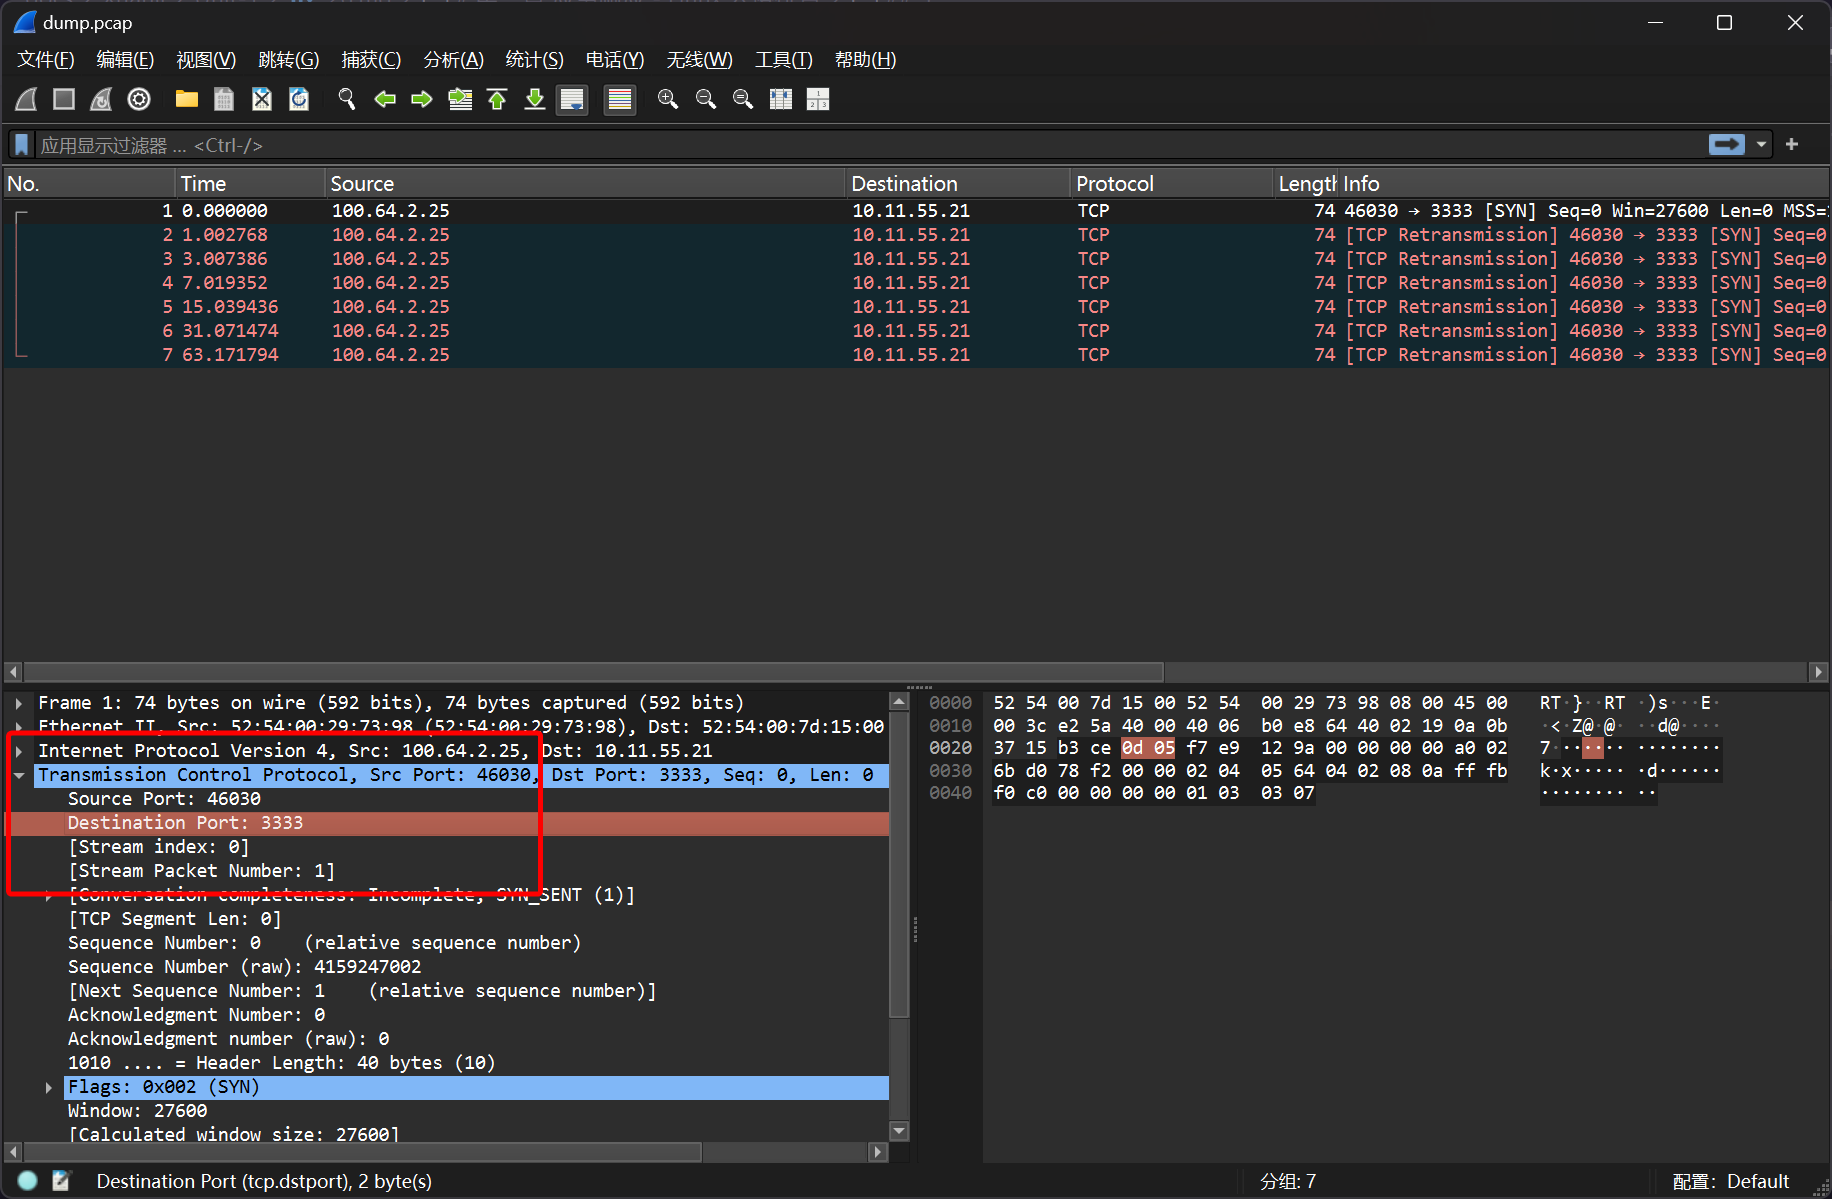 dump.pcap
文件(F) 编辑(E) 视图(V) 跳转(G) 捕获(C) 分析(A) 统计(S) 电话(Y) 无线(W) 工具(T) 帮助(H)
应用显示过滤器 … <Ctrl-/>
No. Time Source Destination Protocol Length Info
1 0.000000 100.64.2.25 10.11.55.21 TCP 74 46030 → 3333 [SYN] Seq=0 Win=27600 Len=0 MSS=
2 1.002768 100.64.2.25 10.11.55.21 TCP 74 [TCP Retransmission] 46030 → 3333 [SYN] Seq=0
3 3.007386 100.64.2.25 10.11.55.21 TCP 74 [TCP Retransmission] 46030 → 3333 [SYN] Seq=0
4 7.019352 100.64.2.25 10.11.55.21 TCP 74 [TCP Retransmission] 46030 → 3333 [SYN] Seq=0
5 15.039436 100.64.2.25 10.11.55.21 TCP 74 [TCP Retransmission] 46030 → 3333 [SYN] Seq=0
6 31.071474 100.64.2.25 10.11.55.21 TCP 74 [TCP Retransmission] 46030 → 3333 [SYN] Seq=0
7 63.171794 100.64.2.25 10.11.55.21 TCP 74 [TCP Retransmission] 46030 → 3333 [SYN] Seq=0
Frame 1: 74 bytes on wire (592 bits), 74 bytes captured (592 bits)
Ethernet II, Src: 52:54:00:29:73:98 (52:54:00:29:73:98), Dst: 52:54:00:7d:15:00
Internet Protocol Version 4, Src: 100.64.2.25, Dst: 10.11.55.21
Transmission Control Protocol, Src Port: 46030, Dst Port: 3333, Seq: 0, Len: 0
Source Port: 46030
Destination Port: 3333
[Stream index: 0]
[Stream Packet Number: 1]
[Conversation completeness: Incomplete, SYN_SENT (1)]
[TCP Segment Len: 0]
Sequence Number: 0 (relative sequence number)
Sequence Number (raw): 4159247002
[Next Sequence Number: 1 (relative sequence number)]
Acknowledgment Number: 0
Acknowledgment number (raw): 0
1010 .... = Header Length: 40 bytes (10)
Flags: 0x002 (SYN)
Window: 27600
[Calculated window size: 27600]
0000 52 54 00 7d 15 00 52 54 00 29 73 98 08 00 45 00 RT·}··RT ·)s···E·
0010 00 3c e2 5a 40 00 40 06 b0 e8 64 40 02 19 0a 0b ·<·Z@·@· ··d@····
0020 37 15 b3 ce 0d 05 f7 e9 12 9a 00 00 00 00 a0 02 7······· ········
0030 6b d0 78 f2 00 00 02 04 05 64 04 02 08 0a ff fb k·x····· ·d······
0040 f0 c0 00 00 00 00 01 03 03 07 ········ ··
Destination Port (tcp.dstport), 2 byte(s)
分组: 7
配置: Default